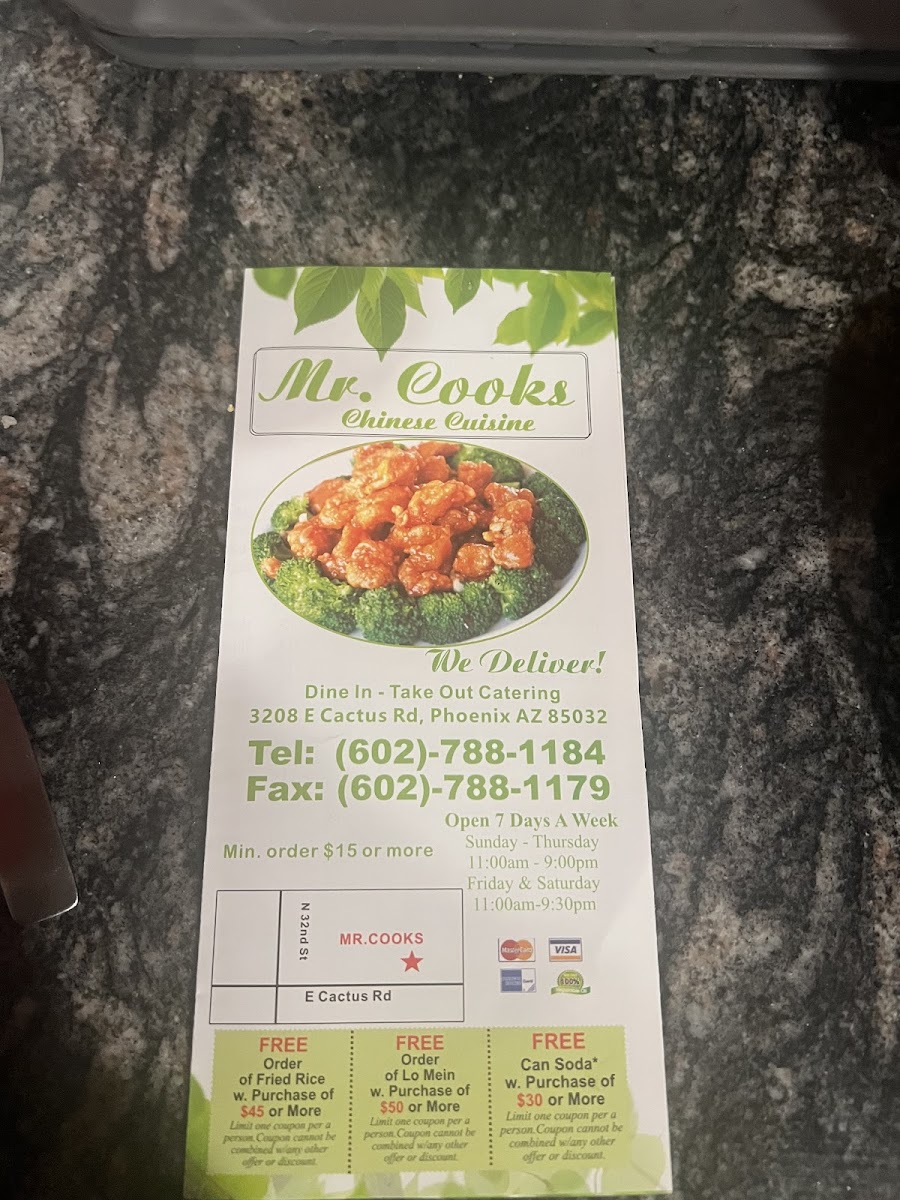 Mr. Cooks
Chinese Cuisine
We Deliver!
Dine In - Take Out Catering
3208 E Cactus Rd, Phoenix AZ 85032
Tel: (602)-788-1184
Fax: (602)-788-1179
Open 7 Days A Week
Sunday - Thursday
11:00am - 9:00pm
Friday & Saturday
11:00am-9:30pm
Min. order $15 or more
N 32nd St
MR.COOKS
E Cactus Rd
MasterCard
VISA
100%
FREE
Order
of Fried Rice
w. Purchase of
$45 or More
Limit one coupon per a
person.Coupon cannot be
combined w/any other
offer or discount.
FREE
Order
of Lo Mein
w. Purchase of
$50 or More
Limit one coupon per a
person.Coupon cannot be
combined w/any other
offer or discount.
FREE
Can Soda*
w. Purchase of
$30 or More
Limit one coupon per a
person.Coupon cannot be
combined w/any other
offer or discount.